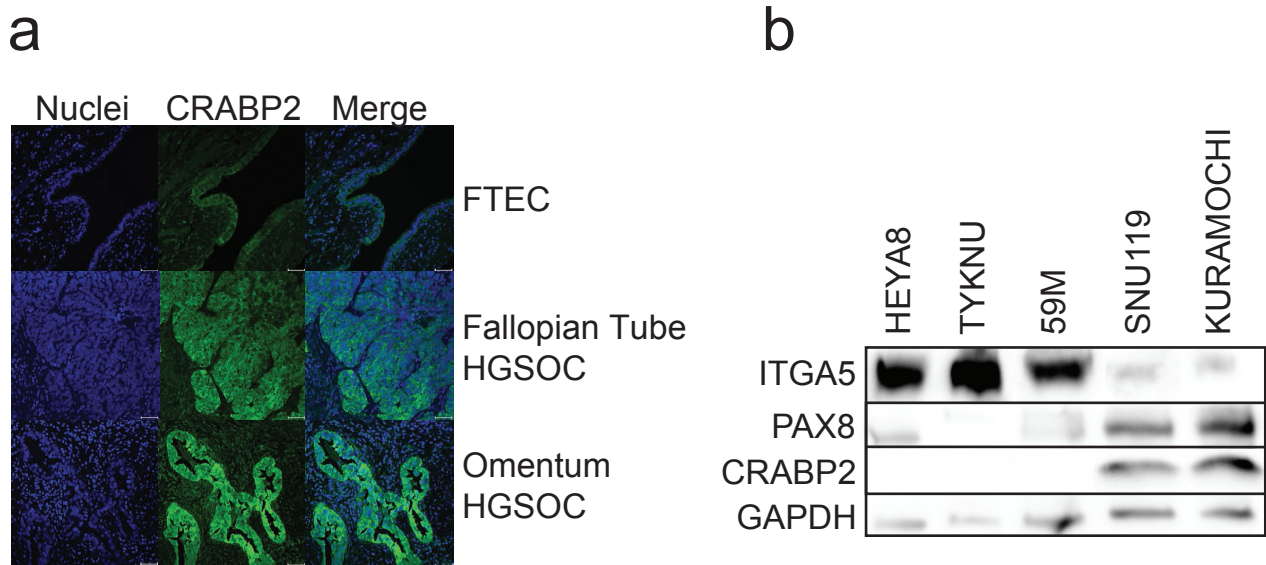 a
Nuclei CRABP2 Merge
FTEC
Fallopian Tube
HGSOC
Omentum
HGSOC
b
HEYA8
TYKNU
59M
SNU119
KURAMOCHI
ITGA5
PAX8
CRABP2
GAPDH